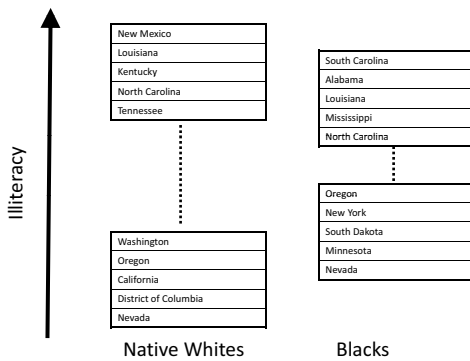 Illiteracy
New Mexico
Louisiana
Kentucky
North Carolina
Tennessee
Washington
Oregon
California
District of Columbia
Nevada
Native Whites
South Carolina
Alabama
Louisiana
Mississippi
North Carolina
Oregon
New York
South Dakota
Minnesota
Nevada
Blacks